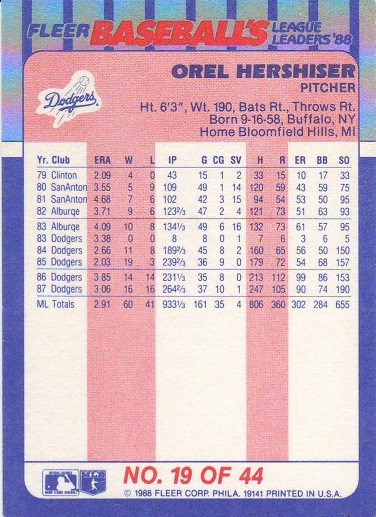 FLEER BASEBALL'S LEAGUE LEADERS '88
OREL HERSHISER
PITCHER
Dodgers
Ht. 6'3", Wt. 190, Bats Rt., Throws Rt.
Born 9-16-58, Buffalo, NY
Home Bloomfield Hills, MI
Yr. Club ERA W L IP G CG SV H R ER BB SO
79 Clinton 2.09 4 0 43 15 1 2 33 15 10 17 33
80 SanAnton 3.55 5 9 109 49 1 14 120 59 43 59 75
81 SanAnton 4.68 7 6 102 42 3 15 94 54 53 50 95
82 Alburqe 3.71 9 6 123⅔ 47 2 4 121 73 51 63 93
83 Alburqe 4.09 10 8 134⅓ 49 6 16 132 73 61 57 95
83 Dodgers 3.38 0 0 8 8 0 1 7 6 3 6 5
84 Dodgers 2.66 11 8 189⅔ 45 8 2 160 65 56 50 150
85 Dodgers 2.03 19 3 239⅔ 36 9 0 179 72 54 68 157
86 Dodgers 3.85 14 14 231⅓ 35 8 0 213 112 99 86 153
87 Dodgers 3.06 16 16 264⅔ 37 10 1 247 105 90 74 190
ML Totals 2.91 60 41 933⅓ 161 35 4 806 360 302 284 655
NO. 19 OF 44
© 1988 FLEER CORP. PHILA. 19141 PRINTED IN U.S.A.